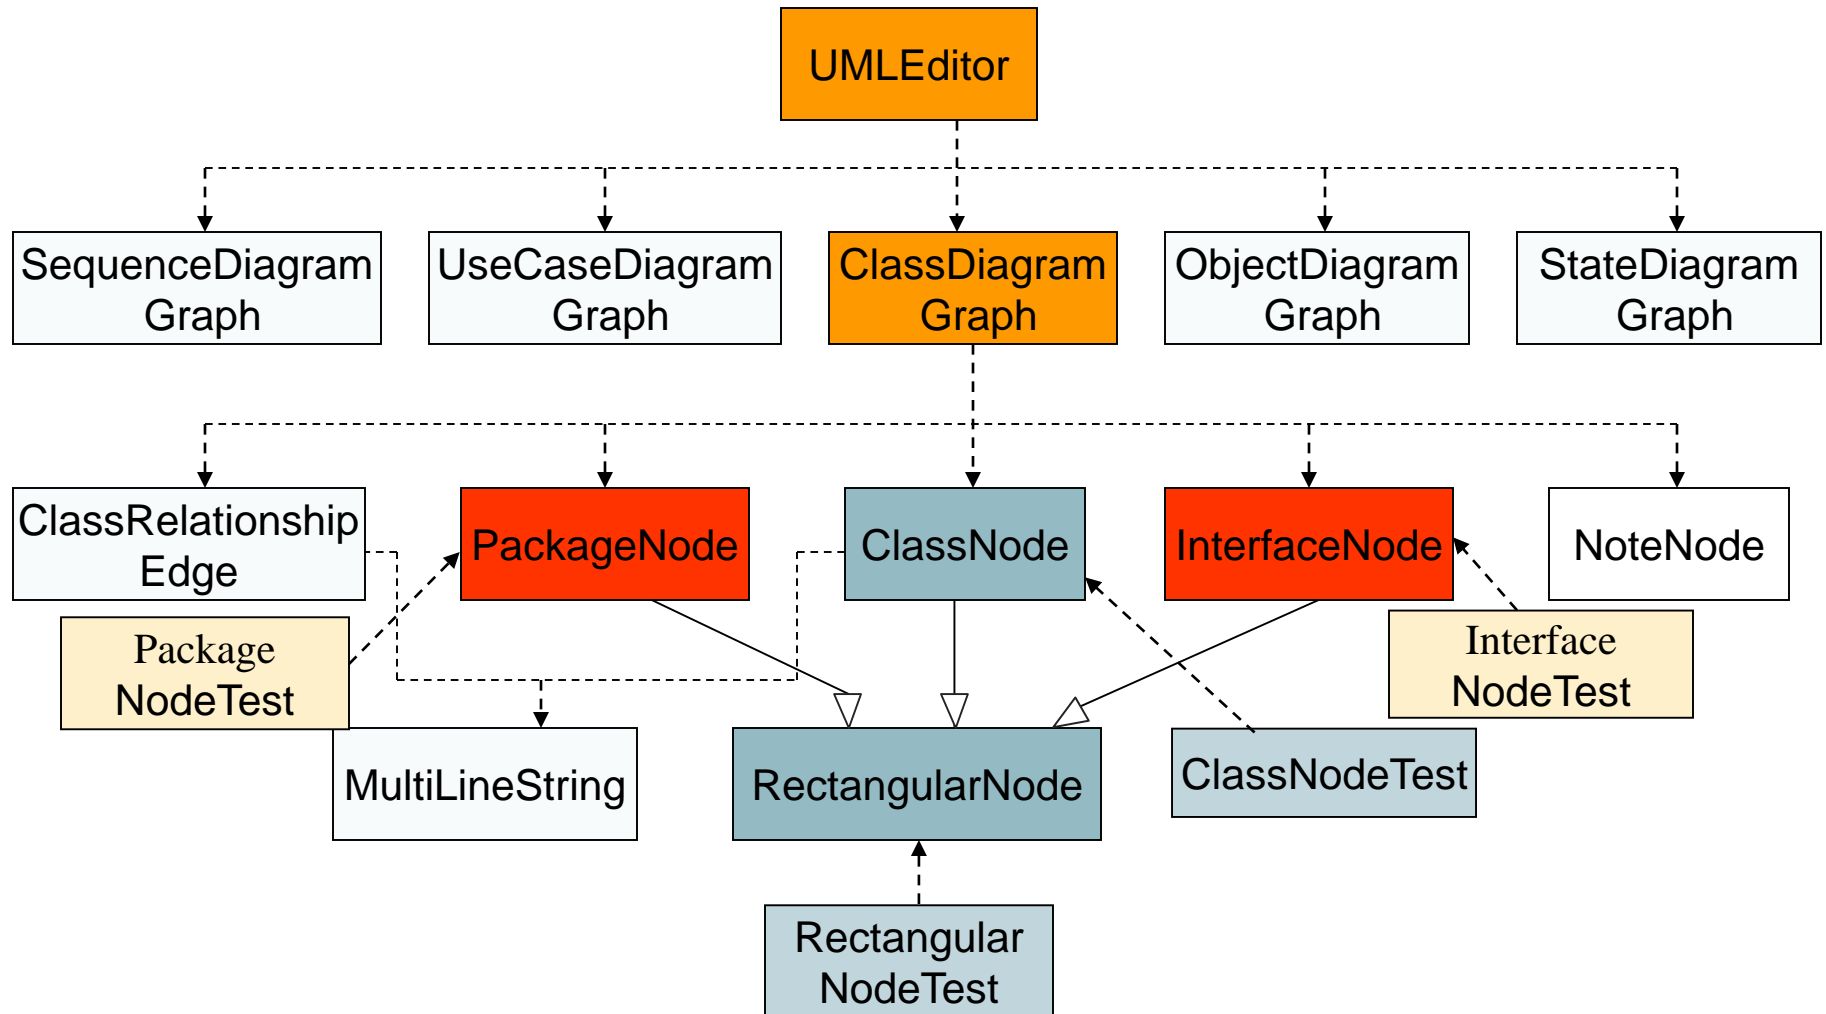 UMLEditor
SequenceDiagram
Graph
UseCaseDiagram
Graph
ClassDiagram
Graph
ObjectDiagram
Graph
StateDiagram
Graph
ClassRelationship
Edge
PackageNode
ClassNode
InterfaceNode
NoteNode
Package
NodeTest
Interface
NodeTest
MultiLineString
RectangularNode
ClassNodeTest
Rectangular
NodeTest